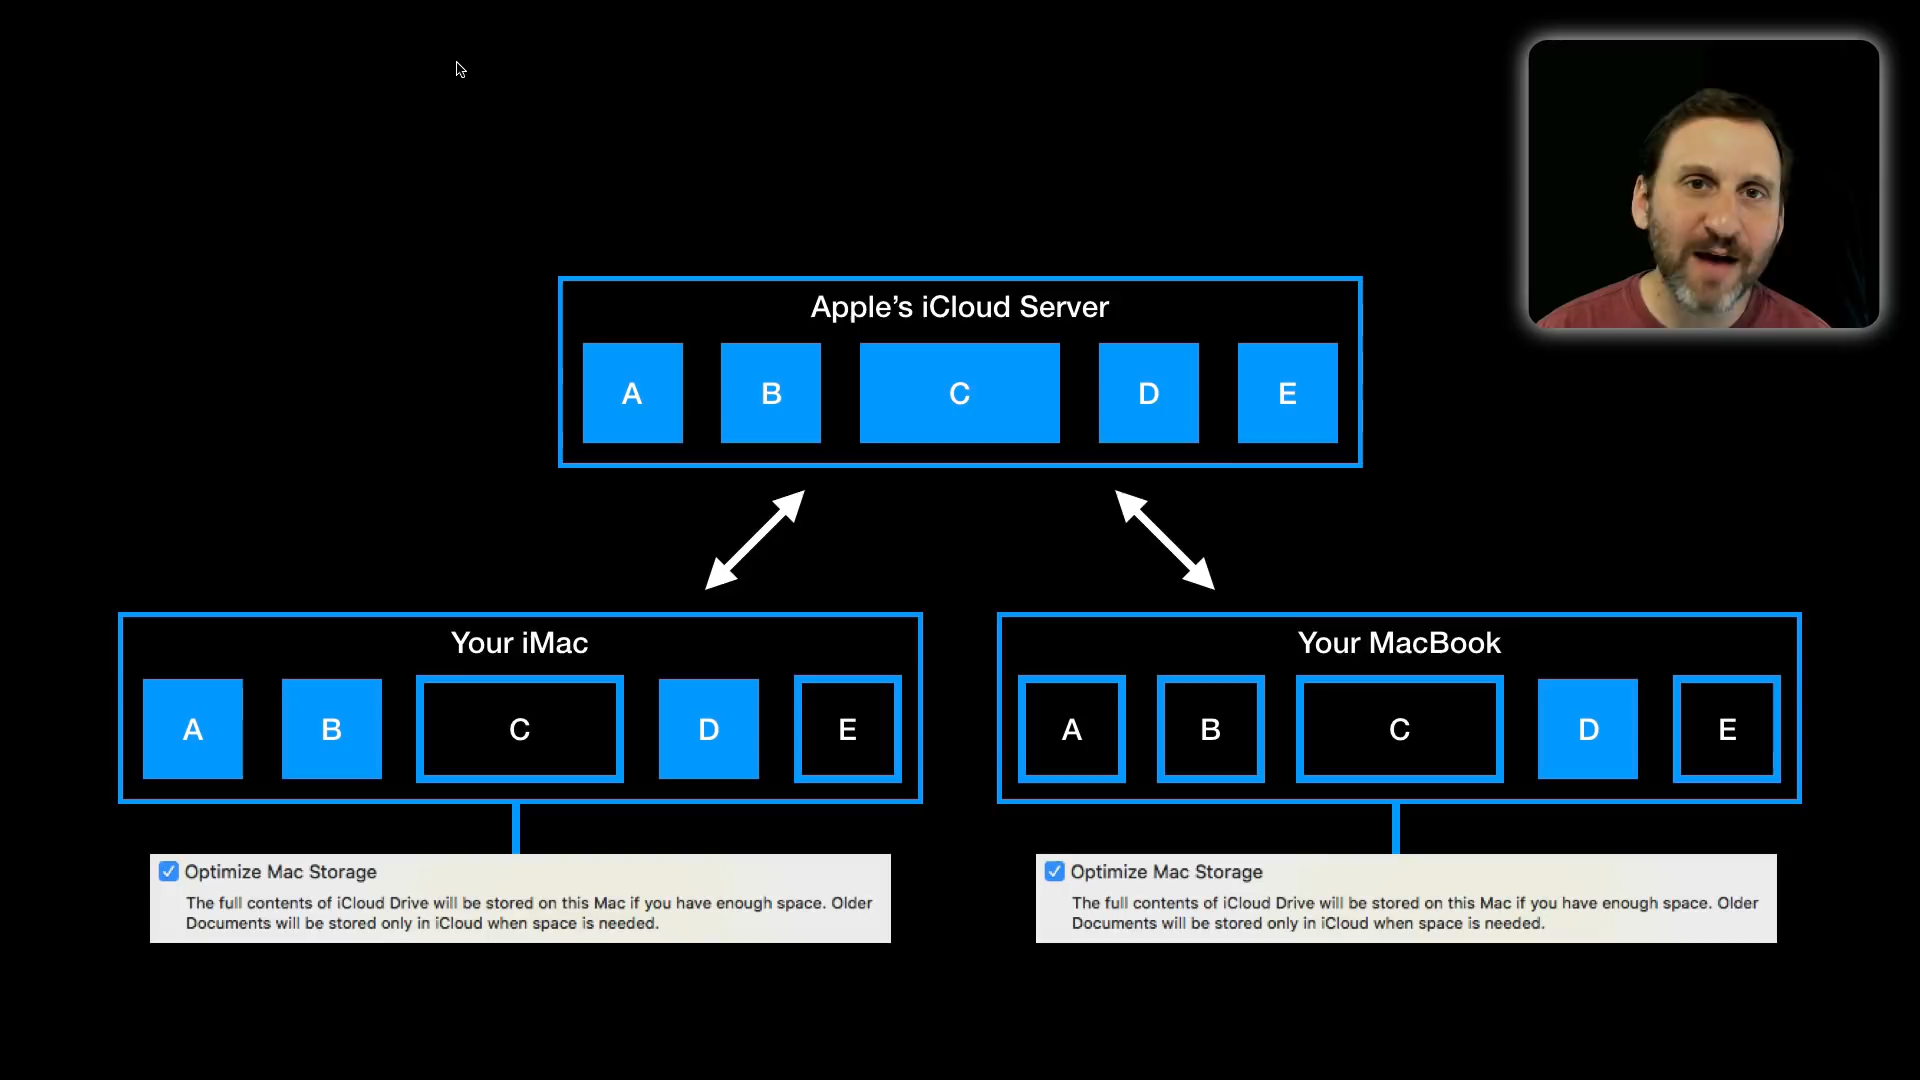 Apple’s iCloud Server
A B C D E
Your iMac
A B C D E
Your MacBook
A B C D E
Optimize Mac Storage
The full contents of iCloud Drive will be stored on this Mac if you have enough space. Older
Documents will be stored only in iCloud when space is needed.
Optimize Mac Storage
The full contents of iCloud Drive will be stored on this Mac if you have enough space. Older
Documents will be stored only in iCloud when space is needed.